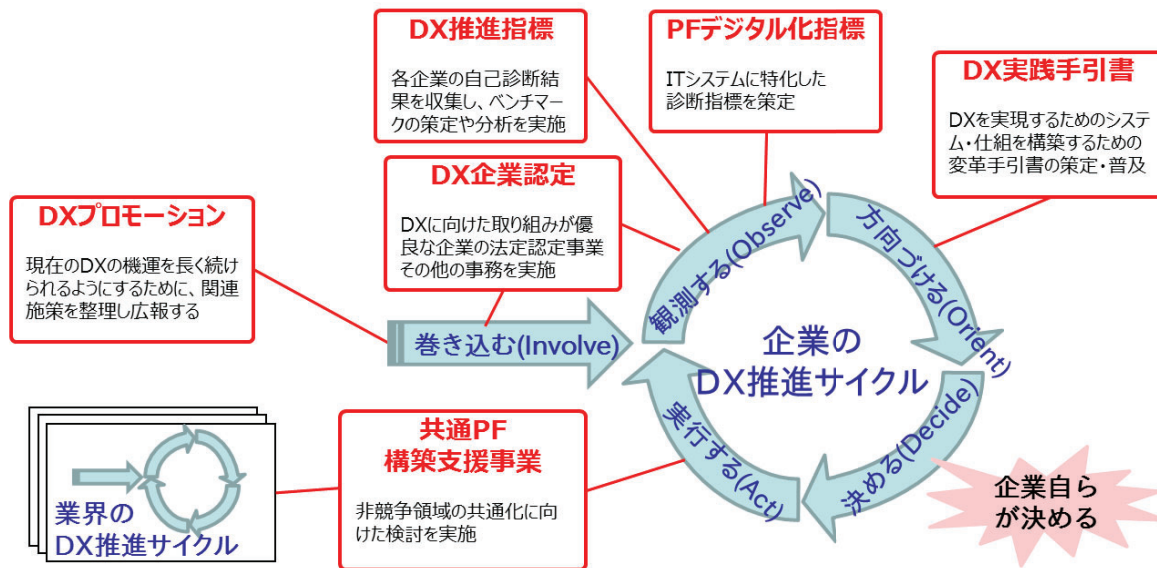 DX推進指標
各企業の自己診断結
果を収集し、ベンチマー
クの策定や分析を実施
PFデジタル化指標
ITシステムに特化した
診断指標を策定
DX実践手引書
DXを実現するためのシステ
ム・仕組を構築するための
変革手引書の策定・普及
DX企業認定
DXに向けた取り組みが優
良な企業の法定認定事業
その他の事務を実施
DXプロモーション
現在のDXの機運を長く続け
られるようにするために、関連
施策を整理し広報する
巻き込む(Involve)
観測する(Observe)
方向づける(Orient)
決める(Decide)
実行する(Act)
企業の
DX推進サイクル
企業自ら
が決める
共通PF
構築支援事業
非競争領域の共通化に向
けた検討を実施
業界の
DX推進サイクル